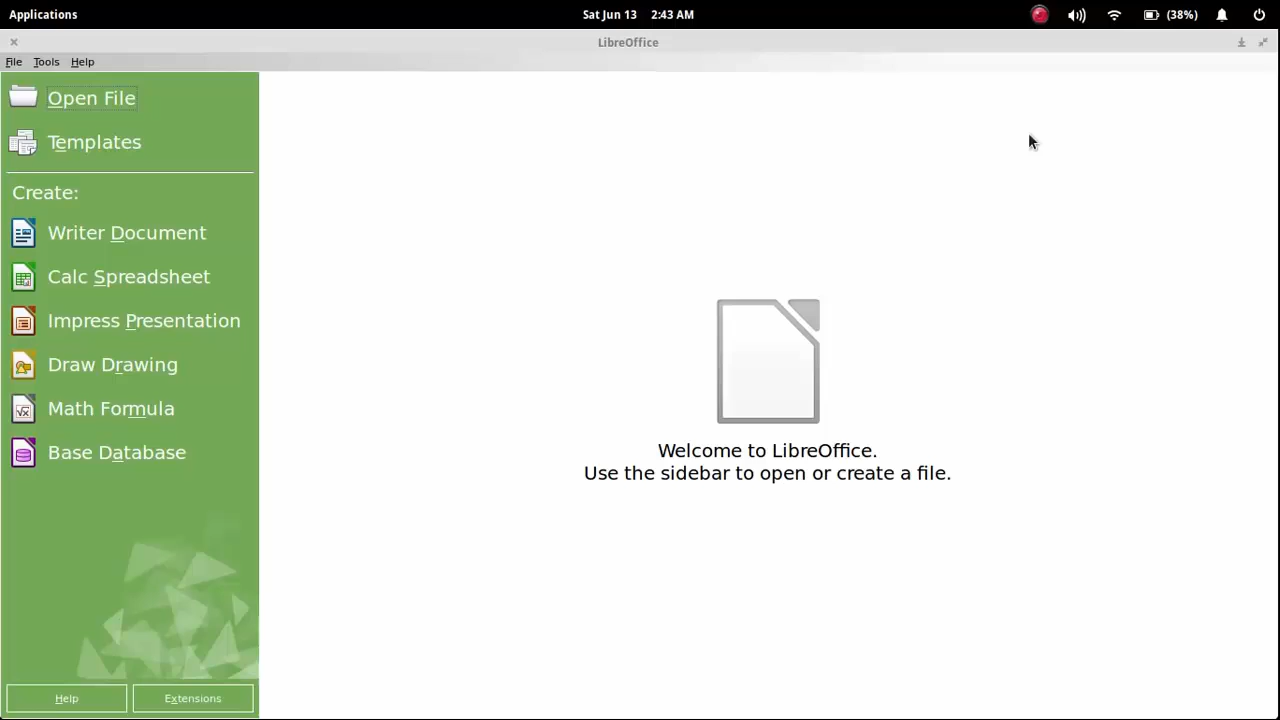 Applications
Sat Jun 13 2:43 AM
(38%)
LibreOffice
File Tools Help
Open File
Templates
Create:
Writer Document
Calc Spreadsheet
Impress Presentation
Draw Drawing
Math Formula
Base Database
Welcome to LibreOffice.
Use the sidebar to open or create a file.
Help
Extensions